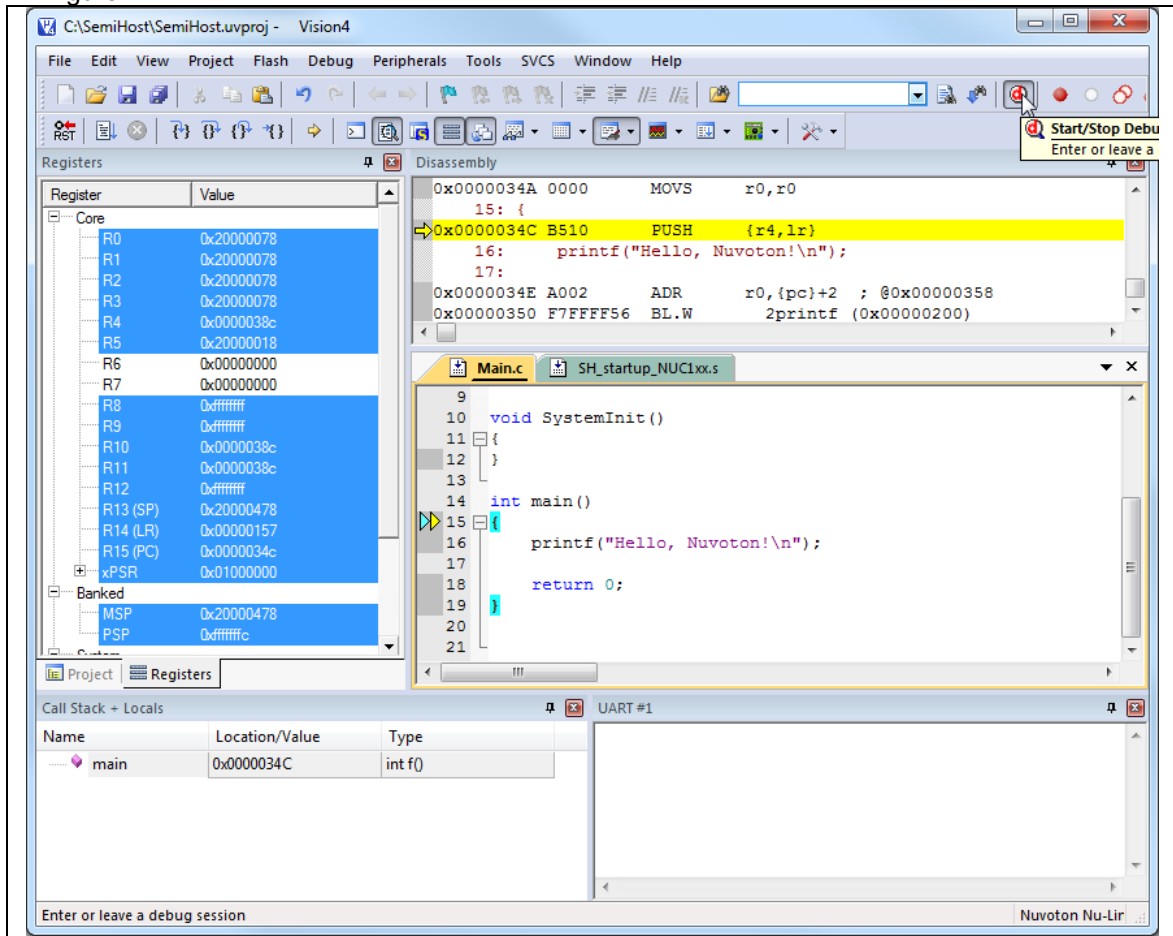 C:\SemiHost\SemiHost.uvproj - Vision4
File Edit View Project Flash Debug Peripherals Tools SVCS Window Help
RST
Start/Stop Debu
Enter or leave a
Registers
Disassembly
Register Value
Core
R0 0x20000078
R1 0x20000078
R2 0x20000078
R3 0x20000078
R4 0x0000038c
R5 0x20000018
R6 0x00000000
R7 0x00000000
R8 0xffffffff
R9 0xffffffff
R10 0x0000038c
R11 0x0000038c
R12 0xffffffff
R13 (SP) 0x20000478
R14 (LR) 0x00000157
R15 (PC) 0x0000034c
xPSR 0x01000000
Banked
MSP 0x20000478
PSP 0xfffffffc
Project Registers
0x0000034A 0000 MOVS r0,r0
15: {
0x0000034C B510 PUSH {r4,lr}
16: printf("Hello, Nuvoton!\n");
17:
0x0000034E A002 ADR r0,{pc}+2 ; @0x00000358
0x00000350 F7FFFF56 BL.W 2printf (0x00000200)
Main.c SH_startup_NUC1xx.s
9
10 void SystemInit()
11 {
12 }
13
14 int main()
15 {
16 printf("Hello, Nuvoton!\n");
17
18 return 0;
19 }
20
21
Call Stack + Locals
Name Location/Value Type
main 0x0000034C int f()
UART #1
Enter or leave a debug session Nuvoton Nu-Lin